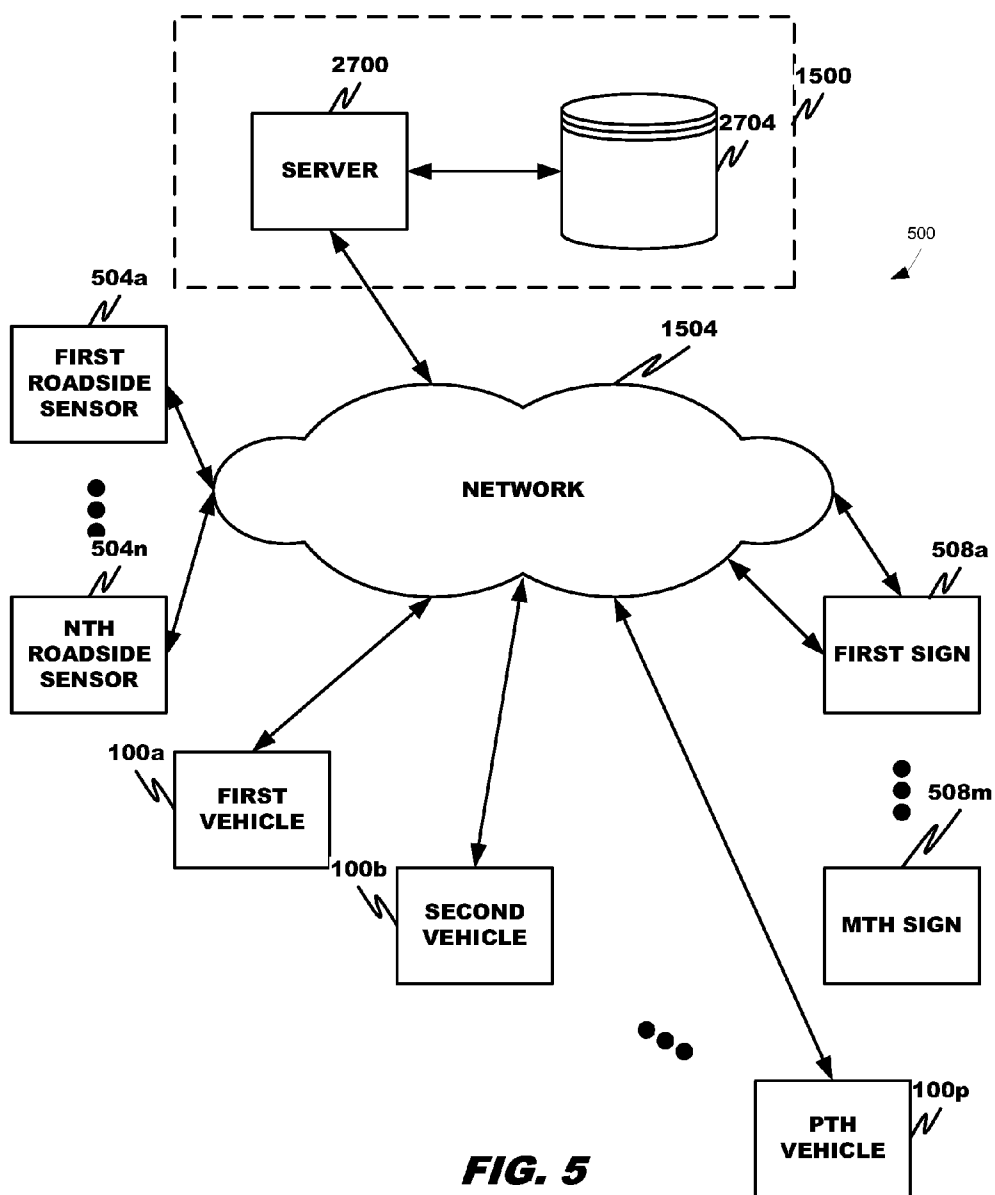 2700
1500
2704
SERVER
500
504a
1504
FIRST
ROADSIDE
SENSOR
NETWORK
504n
508a
NTH
ROADSIDE
SENSOR
FIRST SIGN
100a
FIRST
VEHICLE
508m
100b
SECOND
VEHICLE
MTH SIGN
100p
PTH
VEHICLE
FIG. 5